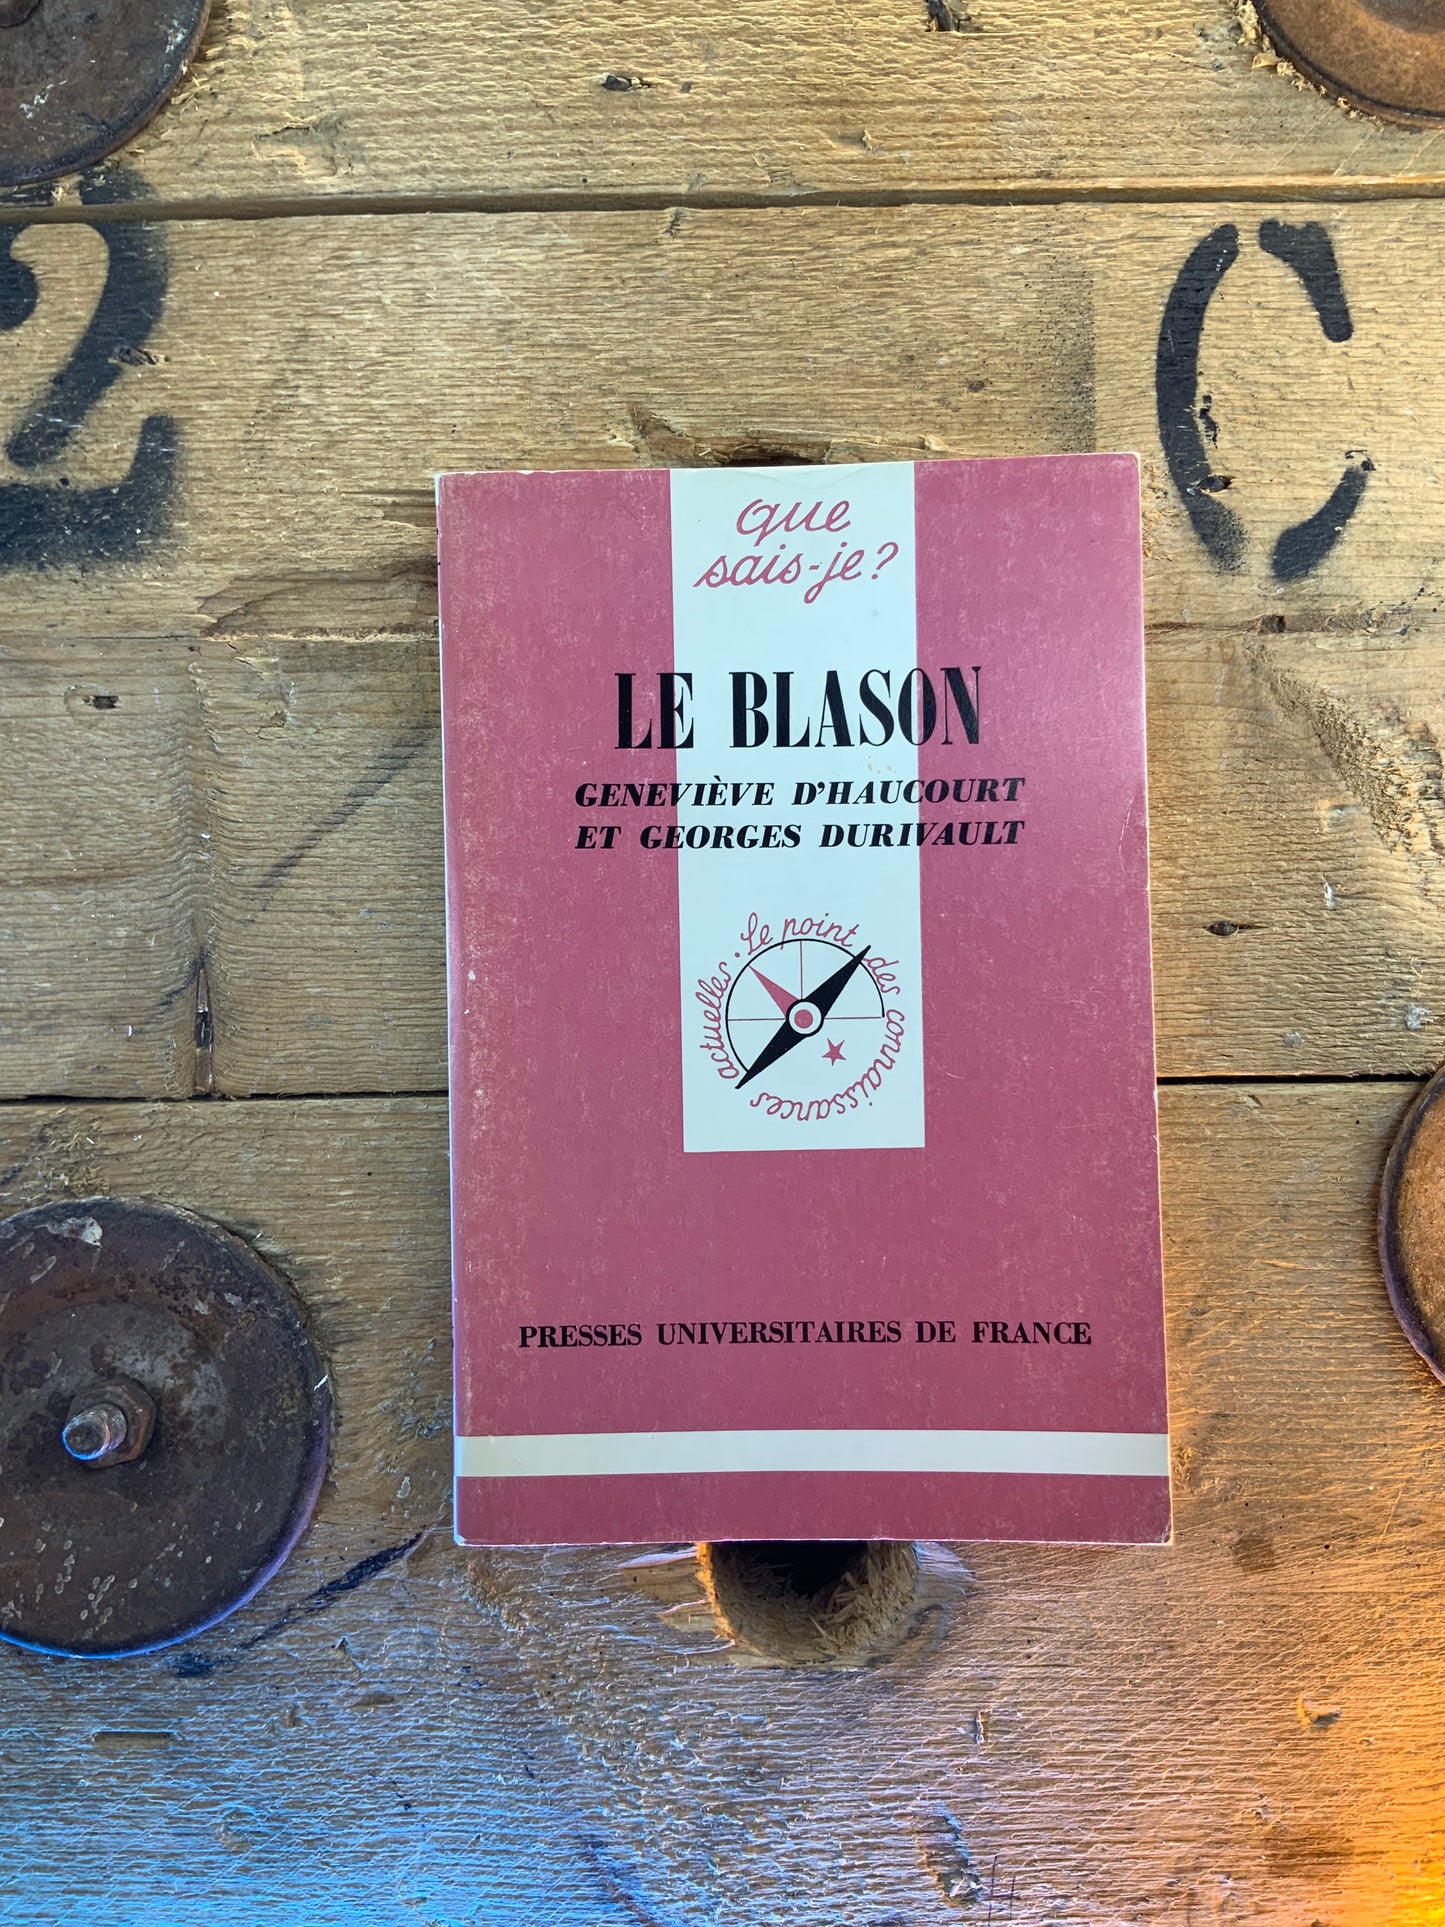 2 C
que
sais-je?
LE BLASON
GENEVIÈVE D'HAUCOURT
ET GEORGES DURIVAULT
le point des connaissances actuelles.
PRESSES UNIVERSITAIRES DE FRANCE